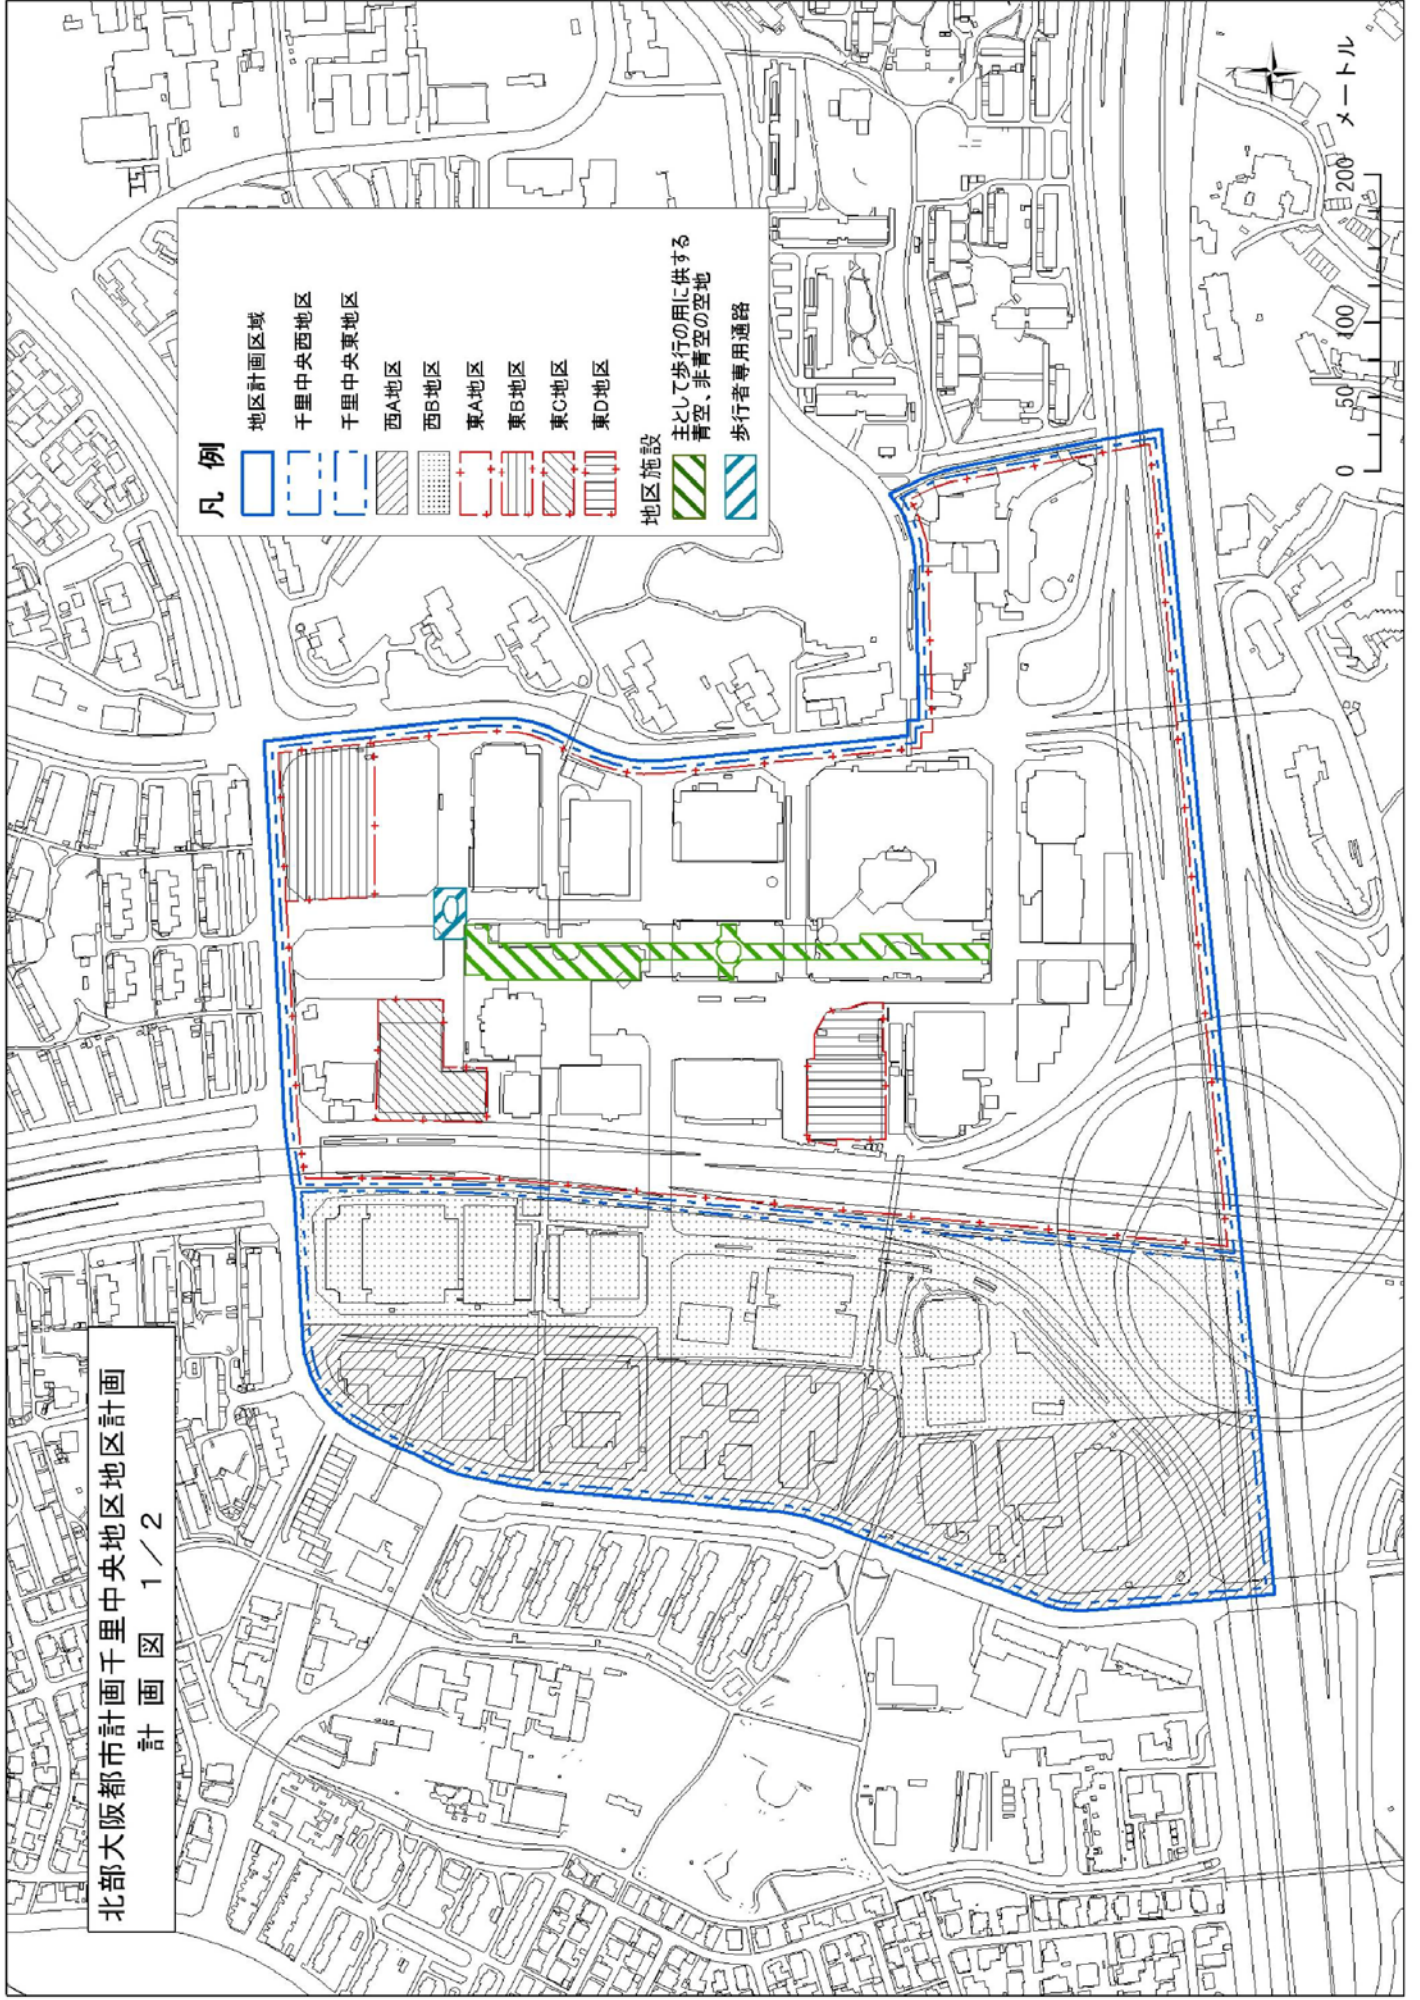 北部大阪都市計画千里中央地区地区計画
計画図 1/2
凡例
地区計画区域
千里中央西地区
千里中央東地区
西A地区
西B地区
東A地区
東B地区
東C地区
東D地区
地区施設
主として歩行の用に供する
青空、非青空の空地
歩行者専用通路
0 50 100 200
メートル